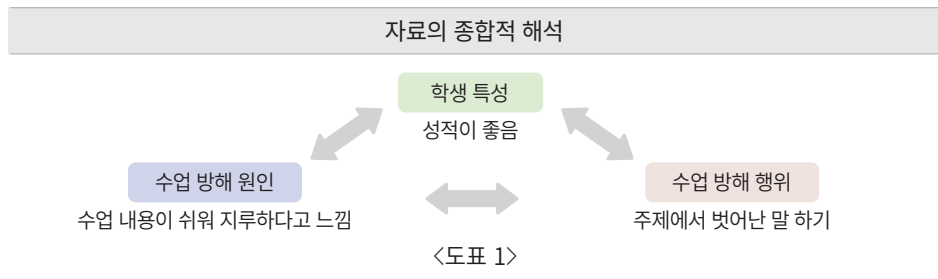 자료의 종합적 해석
학생 특성
성적이 좋음
수업 방해 원인
수업 내용이 쉬워 지루하다고 느낌
수업 방해 행위
주제에서 벗어난 말 하기
<도표 1>